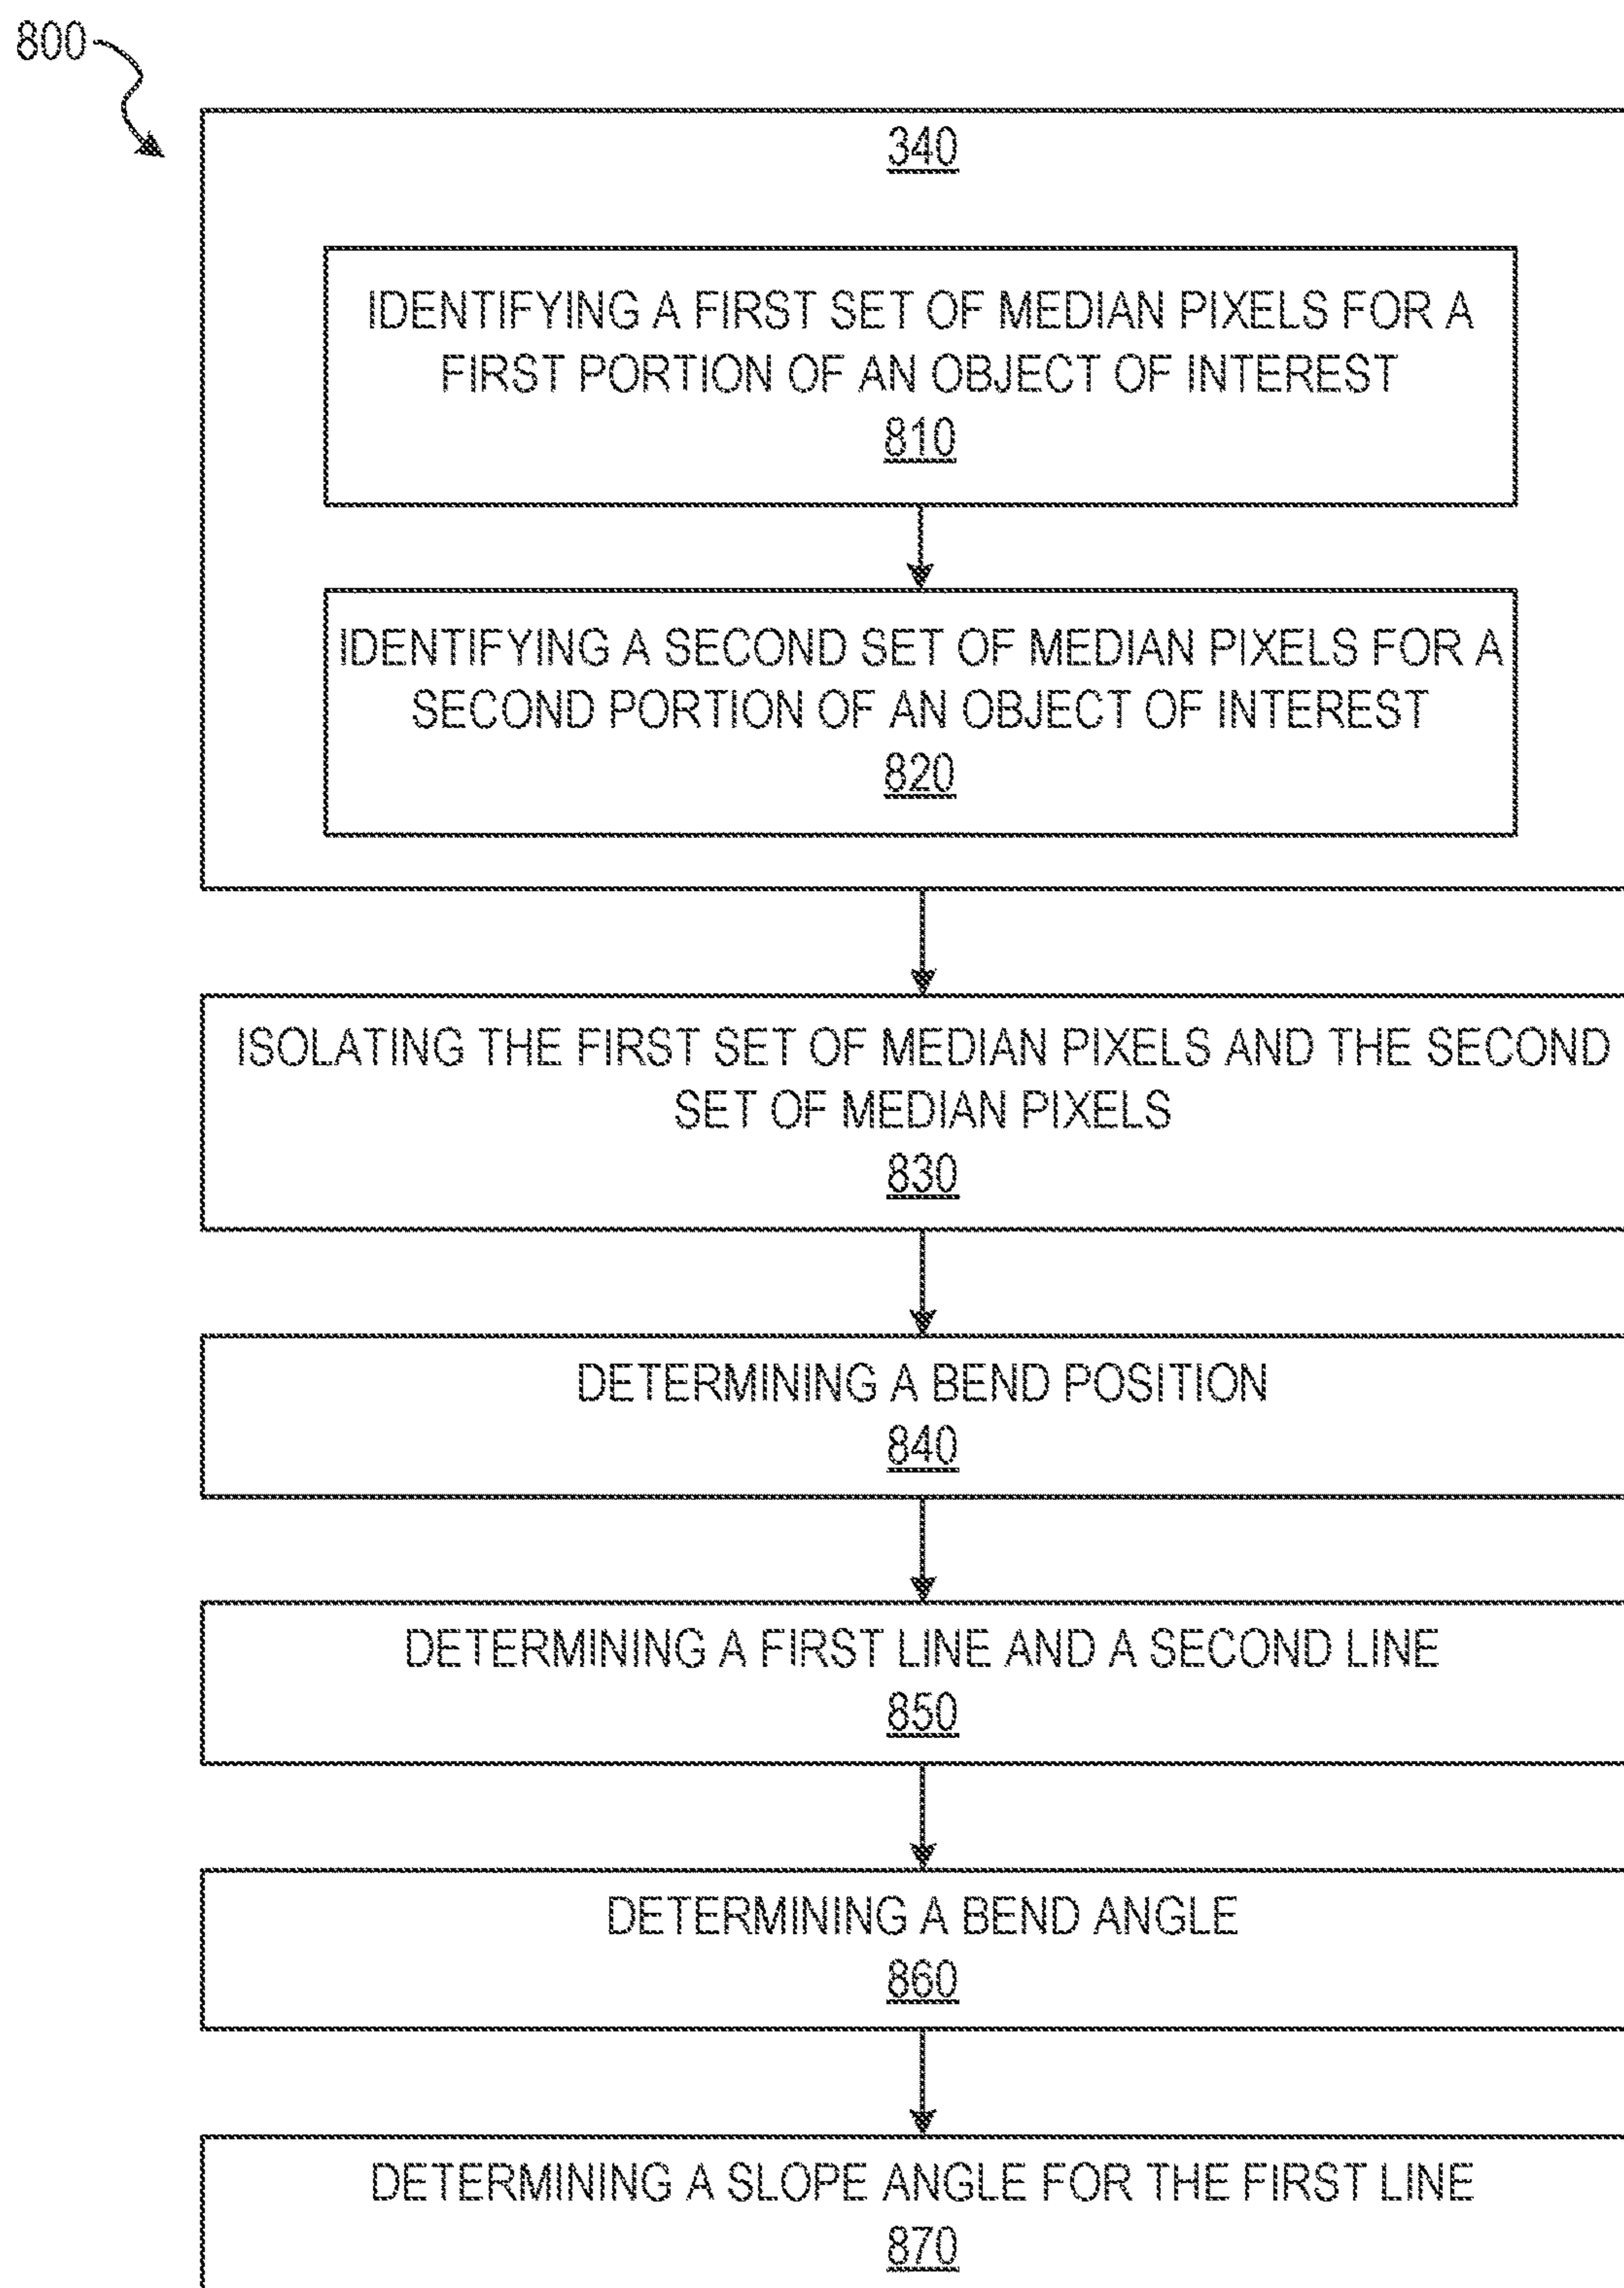 800
340
IDENTIFYING A FIRST SET OF MEDIAN PIXELS FOR A
FIRST PORTION OF AN OBJECT OF INTEREST
810
IDENTIFYING A SECOND SET OF MEDIAN PIXELS FOR A
SECOND PORTION OF AN OBJECT OF INTEREST
820
ISOLATING THE FIRST SET OF MEDIAN PIXELS AND THE SECOND
SET OF MEDIAN PIXELS
830
DETERMINING A BEND POSITION
840
DETERMINING A FIRST LINE AND A SECOND LINE
850
DETERMINING A BEND ANGLE
860
DETERMINING A SLOPE ANGLE FOR THE FIRST LINE
870